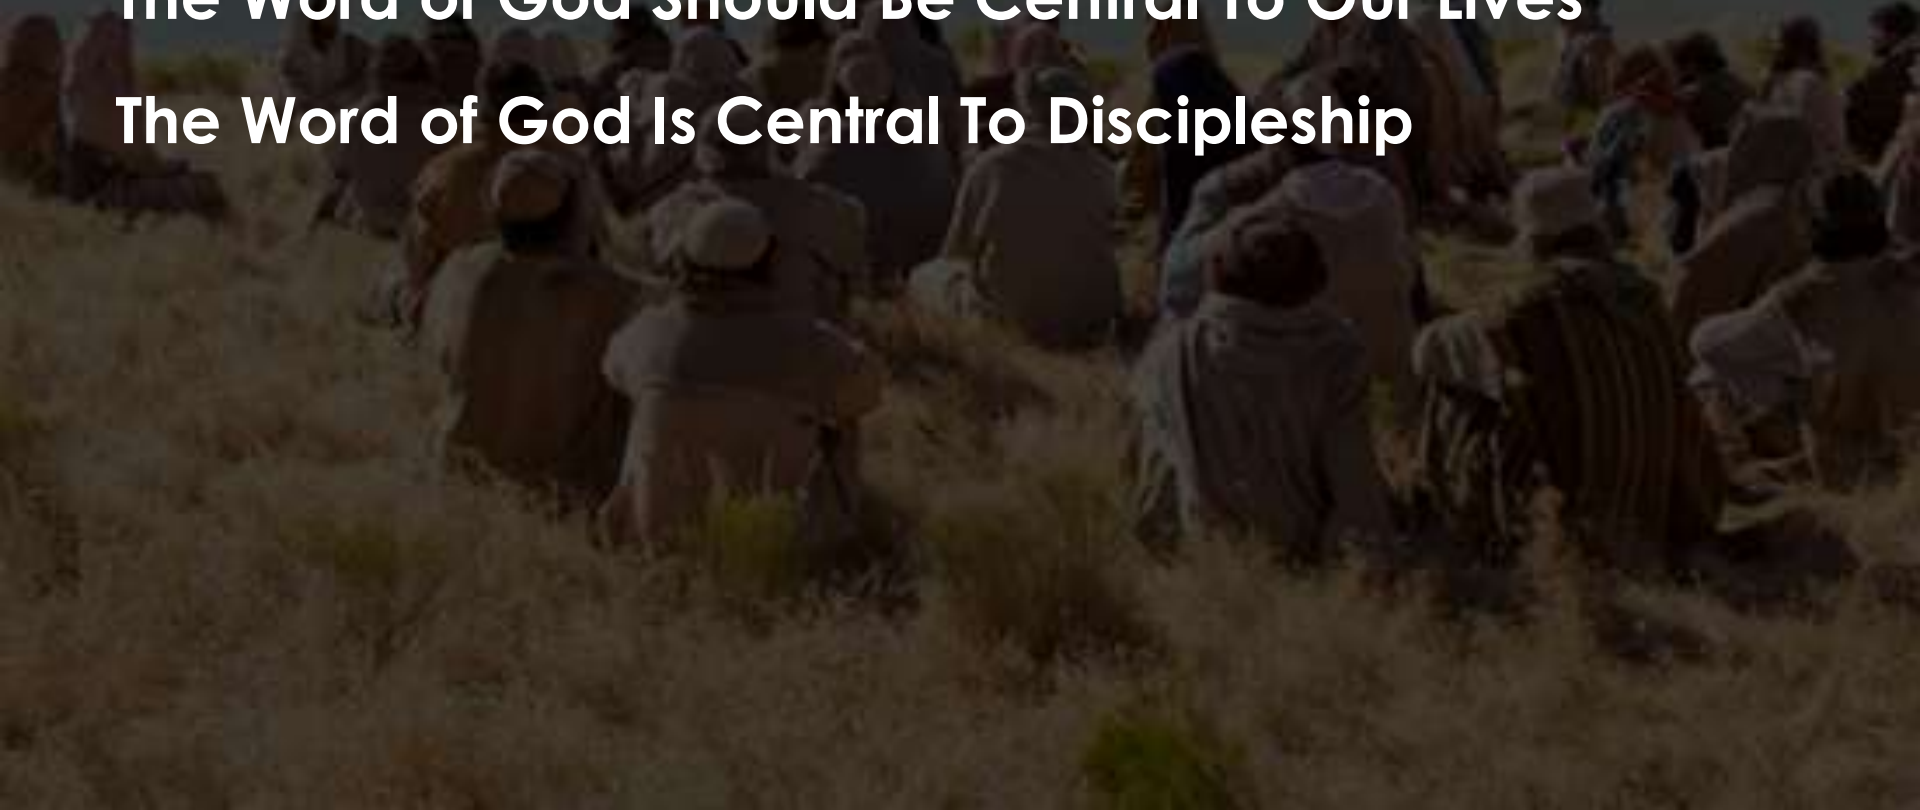 The Word of God Should Be Central To Our Lives
The Word of God Is Central To Discipleship